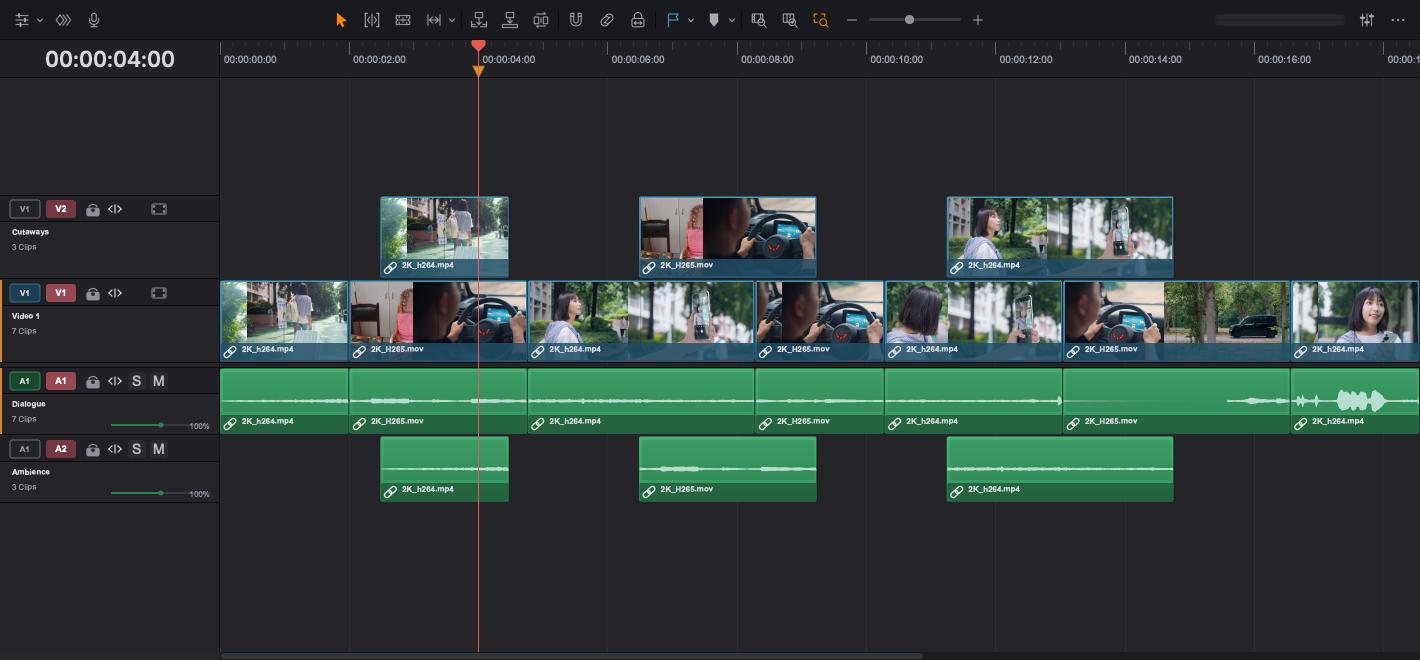 00:00:04:00
00:00:00:00 00:00:02:00 00:00:04:00 00:00:06:00 00:00:08:00 00:00:10:00 00:00:12:00 00:00:14:00 00:00:16:00
V1 V2
Cutaways
3 Clips
2K_h264.mp4 2K_H265.mov 2K_h264.mp4
V1 V1
Video 1
7 Clips
2K_h264.mp4 2K_H265.mov 2K_h264.mp4 2K_H265.mov 2K_h264.mp4 2K_H265.mov 2K_h264.mp4
A1 A1 S M
Dialogue
7 Clips
100%
2K_h264.mp4 2K_H265.mov 2K_h264.mp4 2K_H265.mov 2K_h264.mp4 2K_H265.mov 2K_h264.mp4
A1 A2 S M
Ambience
3 Clips
100%
2K_h264.mp4 2K_H265.mov 2K_h264.mp4